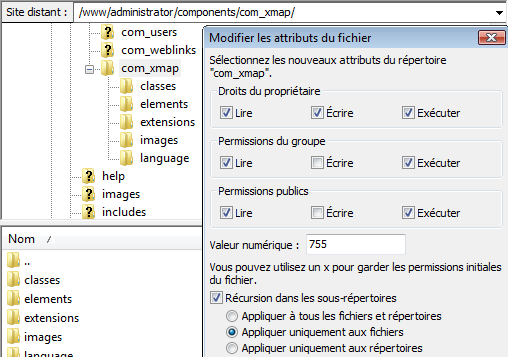 Site distant : /www/administrator/components/com_xmap/
com_users
com_weblinks
com_xmap
classes
elements
extensions
images
language
help
images
includes
Nom /
..
classes
elements
extensions
images
language
Modifier les attributs du fichier
Sélectionnez les nouveaux attributs du répertoire
"com_xmap".
Droits du propriétaire
Lire Écrire Exécuter
Permissions du groupe
Lire Écrire Exécuter
Permissions publics
Lire Écrire Exécuter
Valeur numérique : 755
Vous pouvez utilisez un x pour garder les permissions initiales
du fichier.
Récursion dans les sous-répertoires
Appliquer à tous les fichiers et répertoires
Appliquer uniquement aux fichiers
Appliquer uniquement aux répertoires